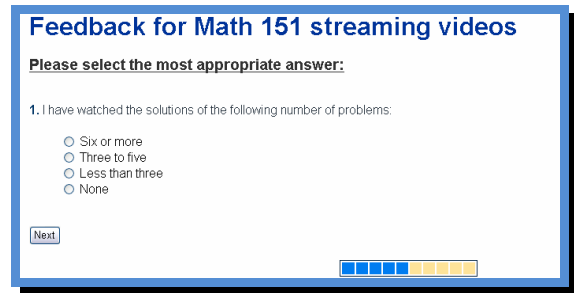 Feedback for Math 151 streaming videos
Please select the most appropriate answer:
1. I have watched the solutions of the following number of problems:
Six or more
Three to five
Less than three
None
Next